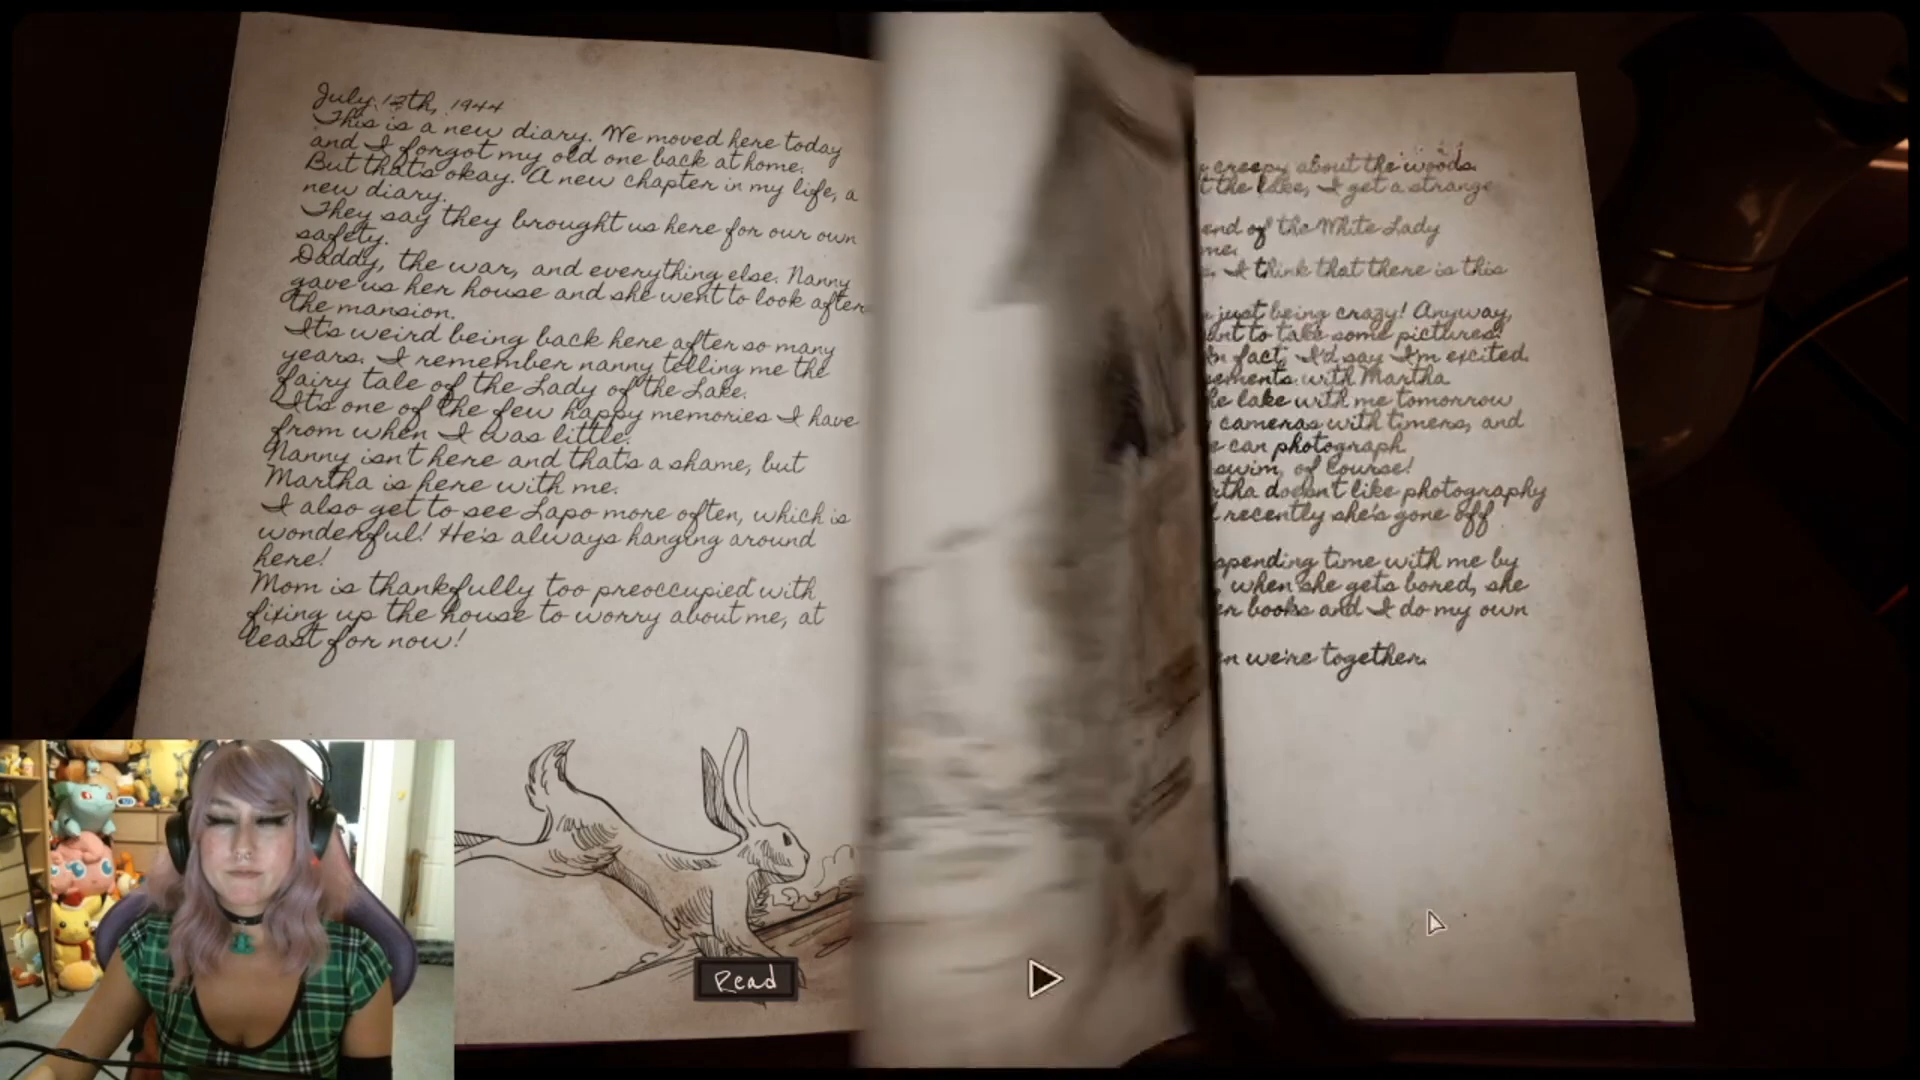 July 12th, 1944
This is a new diary. We moved here today
and I forgot my old one back at home.
But that's okay. A new chapter in my life, a
new diary.
They say they brought us here for our own
safety.
Daddy, the war, and everything else. Nanny
gave us her house and she went to look after
the mansion.
It's weird being back here after so many
years. I remember nanny telling me the
fairy tale of the Lady of the Lake.
It's one of the few happy memories I have
from when I was little.
Nanny isn't here and that's a shame, but
Martha is here with me.
I also get to see Lapo more often, which is
wonderful! He's always hanging around
here!
Mom is thankfully too preoccupied with
fixing up the house to worry about me, at
least for now!
Read
creepy about the woods.
the lake, I get a strange
of the White Lady
me.
I think that there is this
just being crazy! Anyway,
to take some pictures!
In fact, I'd say I'm excited.
with Martha
lake with me tomorrow
cameras with timers, and
can photograph.
swim, of course!
doesn't like photography
recently she's gone off
spending time with me by
when she gets bored, she
books and I do my own
we're together.